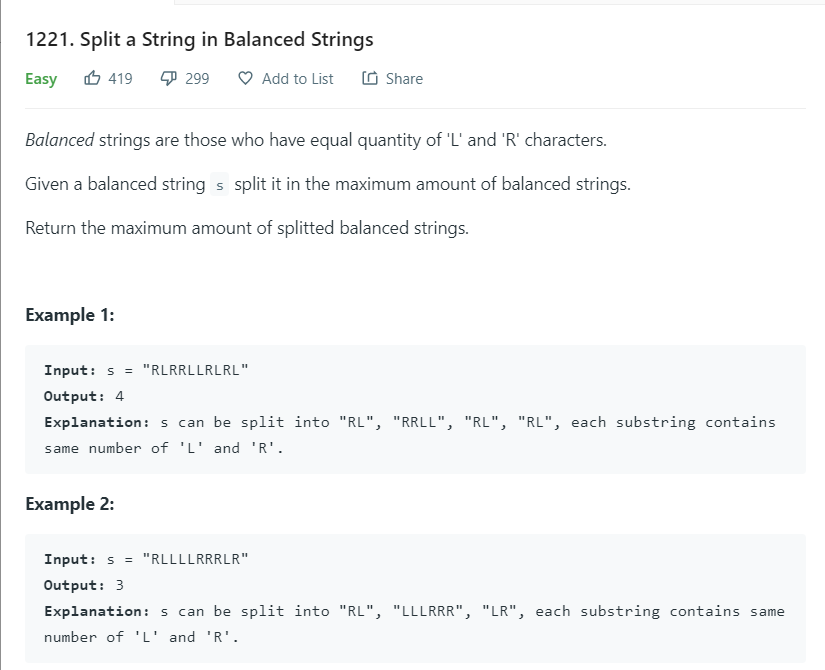 1221. Split a String in Balanced Strings
Easy 419 299 Add to List Share
Balanced strings are those who have equal quantity of 'L' and 'R' characters.
Given a balanced string s split it in the maximum amount of balanced strings.
Return the maximum amount of splitted balanced strings.
Example 1:
Input: s = "RLRRLLRLRL"
Output: 4
Explanation: s can be split into "RL", "RRLL", "RL", "RL", each substring contains
same number of 'L' and 'R'.
Example 2:
Input: s = "RLLLLRRRLR"
Output: 3
Explanation: s can be split into "RL", "LLLRRR", "LR", each substring contains same
number of 'L' and 'R'.